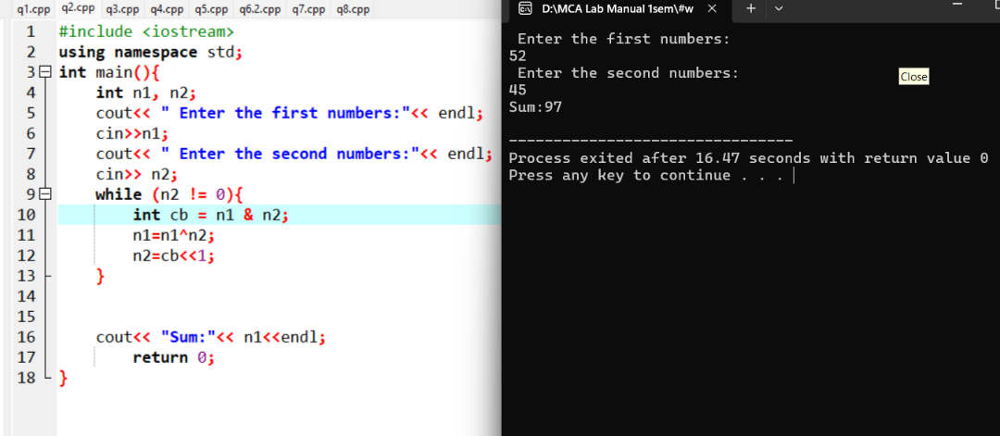 q1.cpp q2.cpp q3.cpp q4.cpp q5.cpp q6.2.cpp q7.cpp q8.cpp
1 #include <iostream>
2 using namespace std;
3 int main(){
4 int n1, n2;
5 cout<< " Enter the first numbers:"<< endl;
6 cin>>n1;
7 cout<< " Enter the second numbers:"<< endl;
8 cin>> n2;
9 while (n2 != 0){
10 int cb = n1 & n2;
11 n1=n1^n2;
12 n2=cb<<1;
13 }
14
15
16 cout<< "Sum:"<< n1<<endl;
17 return 0;
18 }
D:\MCA Lab Manual 1sem\#w
Enter the first numbers:
52
Enter the second numbers:
Close
45
Sum:97
--------------------------------
Process exited after 16.47 seconds with return value 0
Press any key to continue . . .